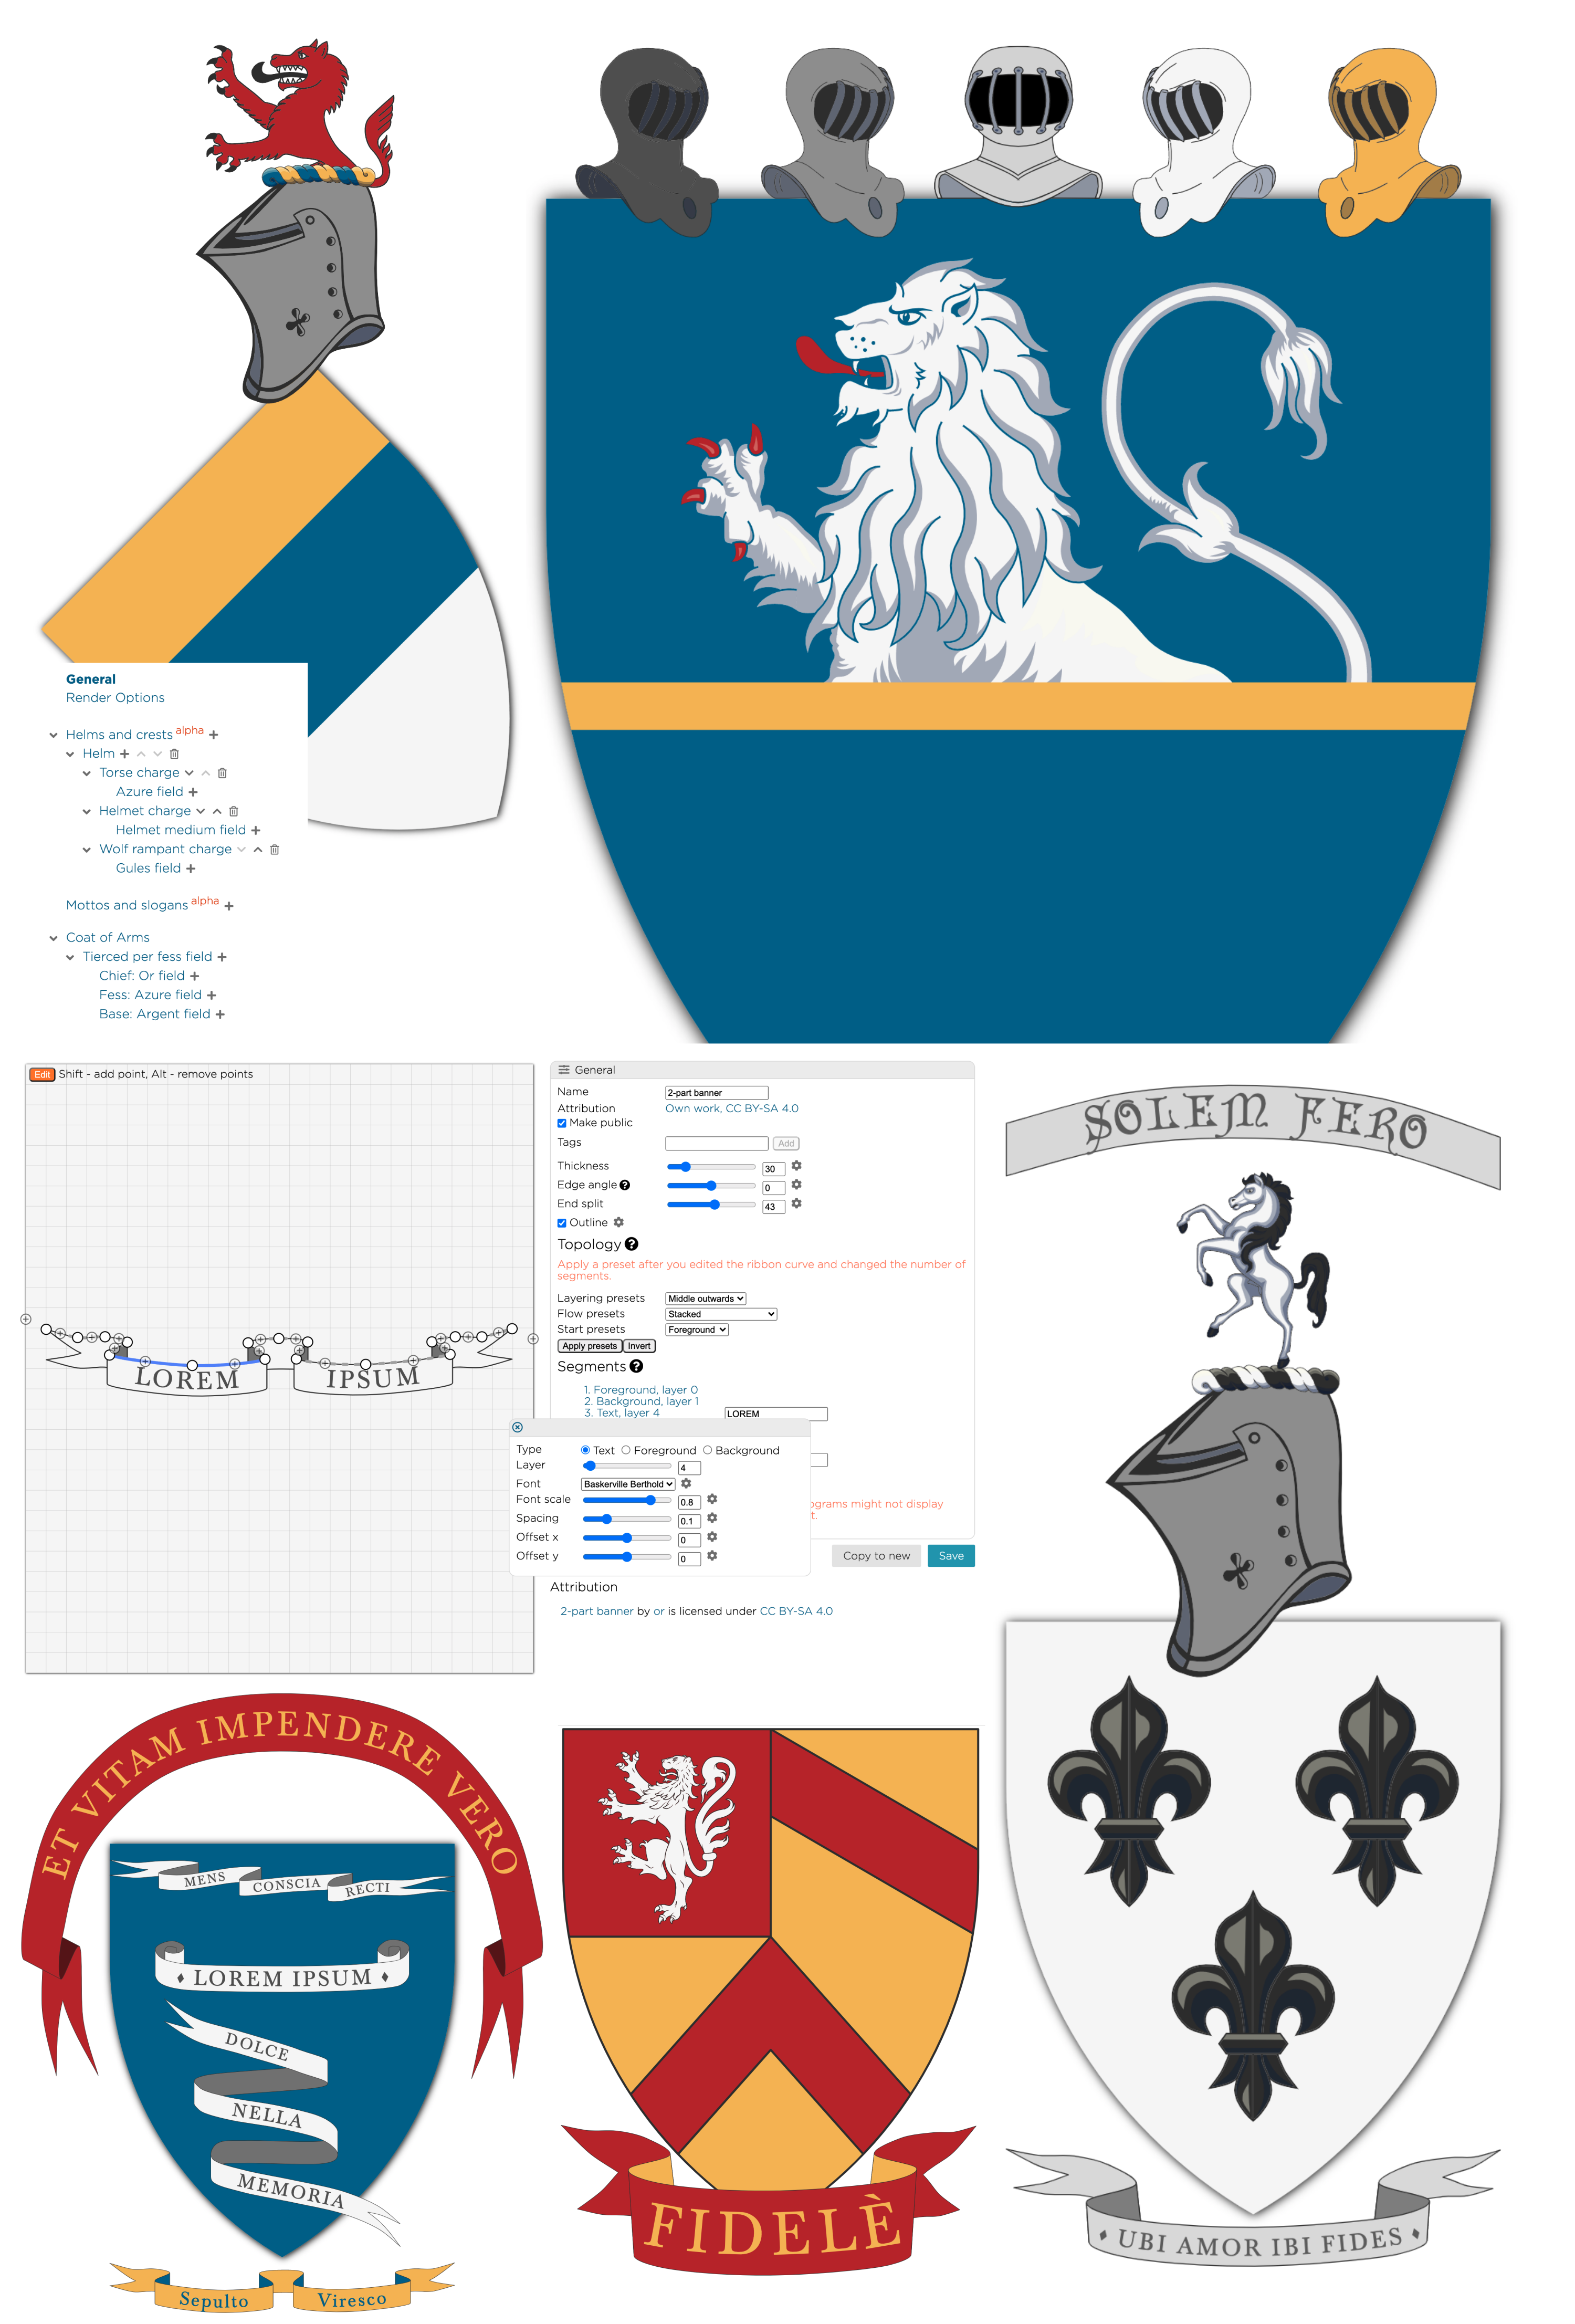 General
Render Options
Helms and crests alpha
Helm
Torse charge
Azure field
Helmet charge
Helmet medium field
Wolf rampant charge
Gules field
Mottos and slogans alpha
Coat of Arms
Tierced per fess field
Chief: Or field
Fess: Azure field
Base: Argent field
Edit Shift - add point, Alt - remove points
LOREM IPSUM
General
Name 2-part banner
Attribution Own work, CC BY-SA 4.0
Make public
Tags Add
Thickness 30
Edge angle ? 0
End split 43
Outline
Topology ?
Apply a preset after you edited the ribbon curve and changed the number of
segments.
Layering presets Middle outwards
Flow presets Stacked
Start presets Foreground
Apply presets Invert
Segments ?
1. Foreground, layer 0
2. Background, layer 1
3. Text, layer 4 LOREM
Type Text Foreground Background
Layer 4
Font Baskerville Berthold
Font scale 0.8
Spacing 0.1
Offset x 0
Offset y 0
ograms might not display
t.
Copy to new Save
Attribution
2-part banner by or is licensed under CC BY-SA 4.0
SOLEM FERO
ET VITAM IMPENDERE VERO
MENS CONSCIA RECTI
LOREM IPSUM
DOLCE
NELLA
MEMORIA
Sepulto Viresco
FIDELÈ
UBI AMOR IBI FIDES